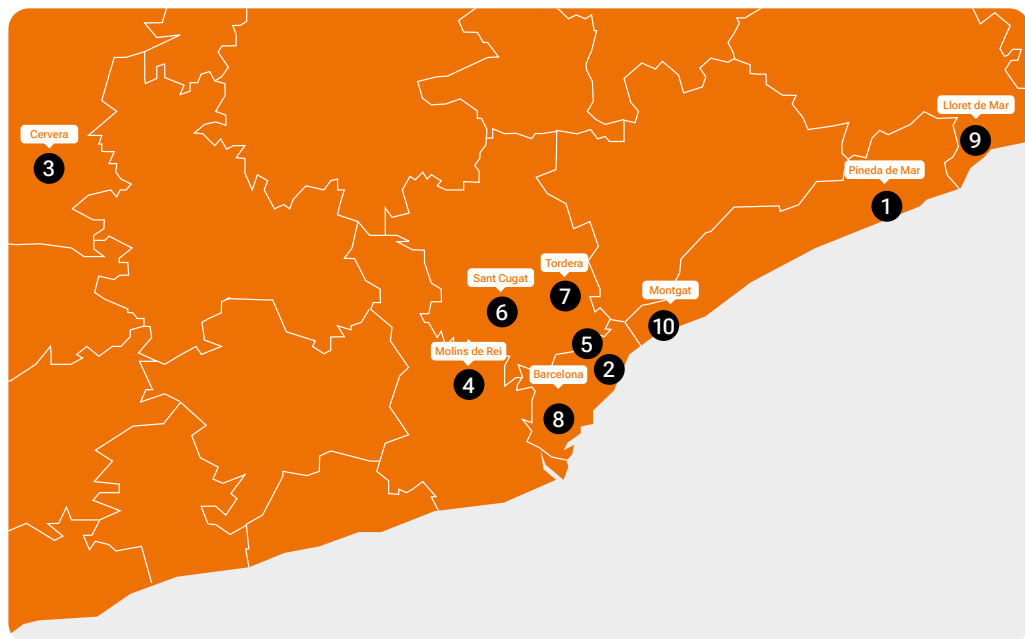 Lloret de Mar
9
Cervera
3
Pineda de Mar
1
Tordera
7
Sant Cugat
6
Montgat
10
5
Molins de Rei
4
2
Barcelona
8